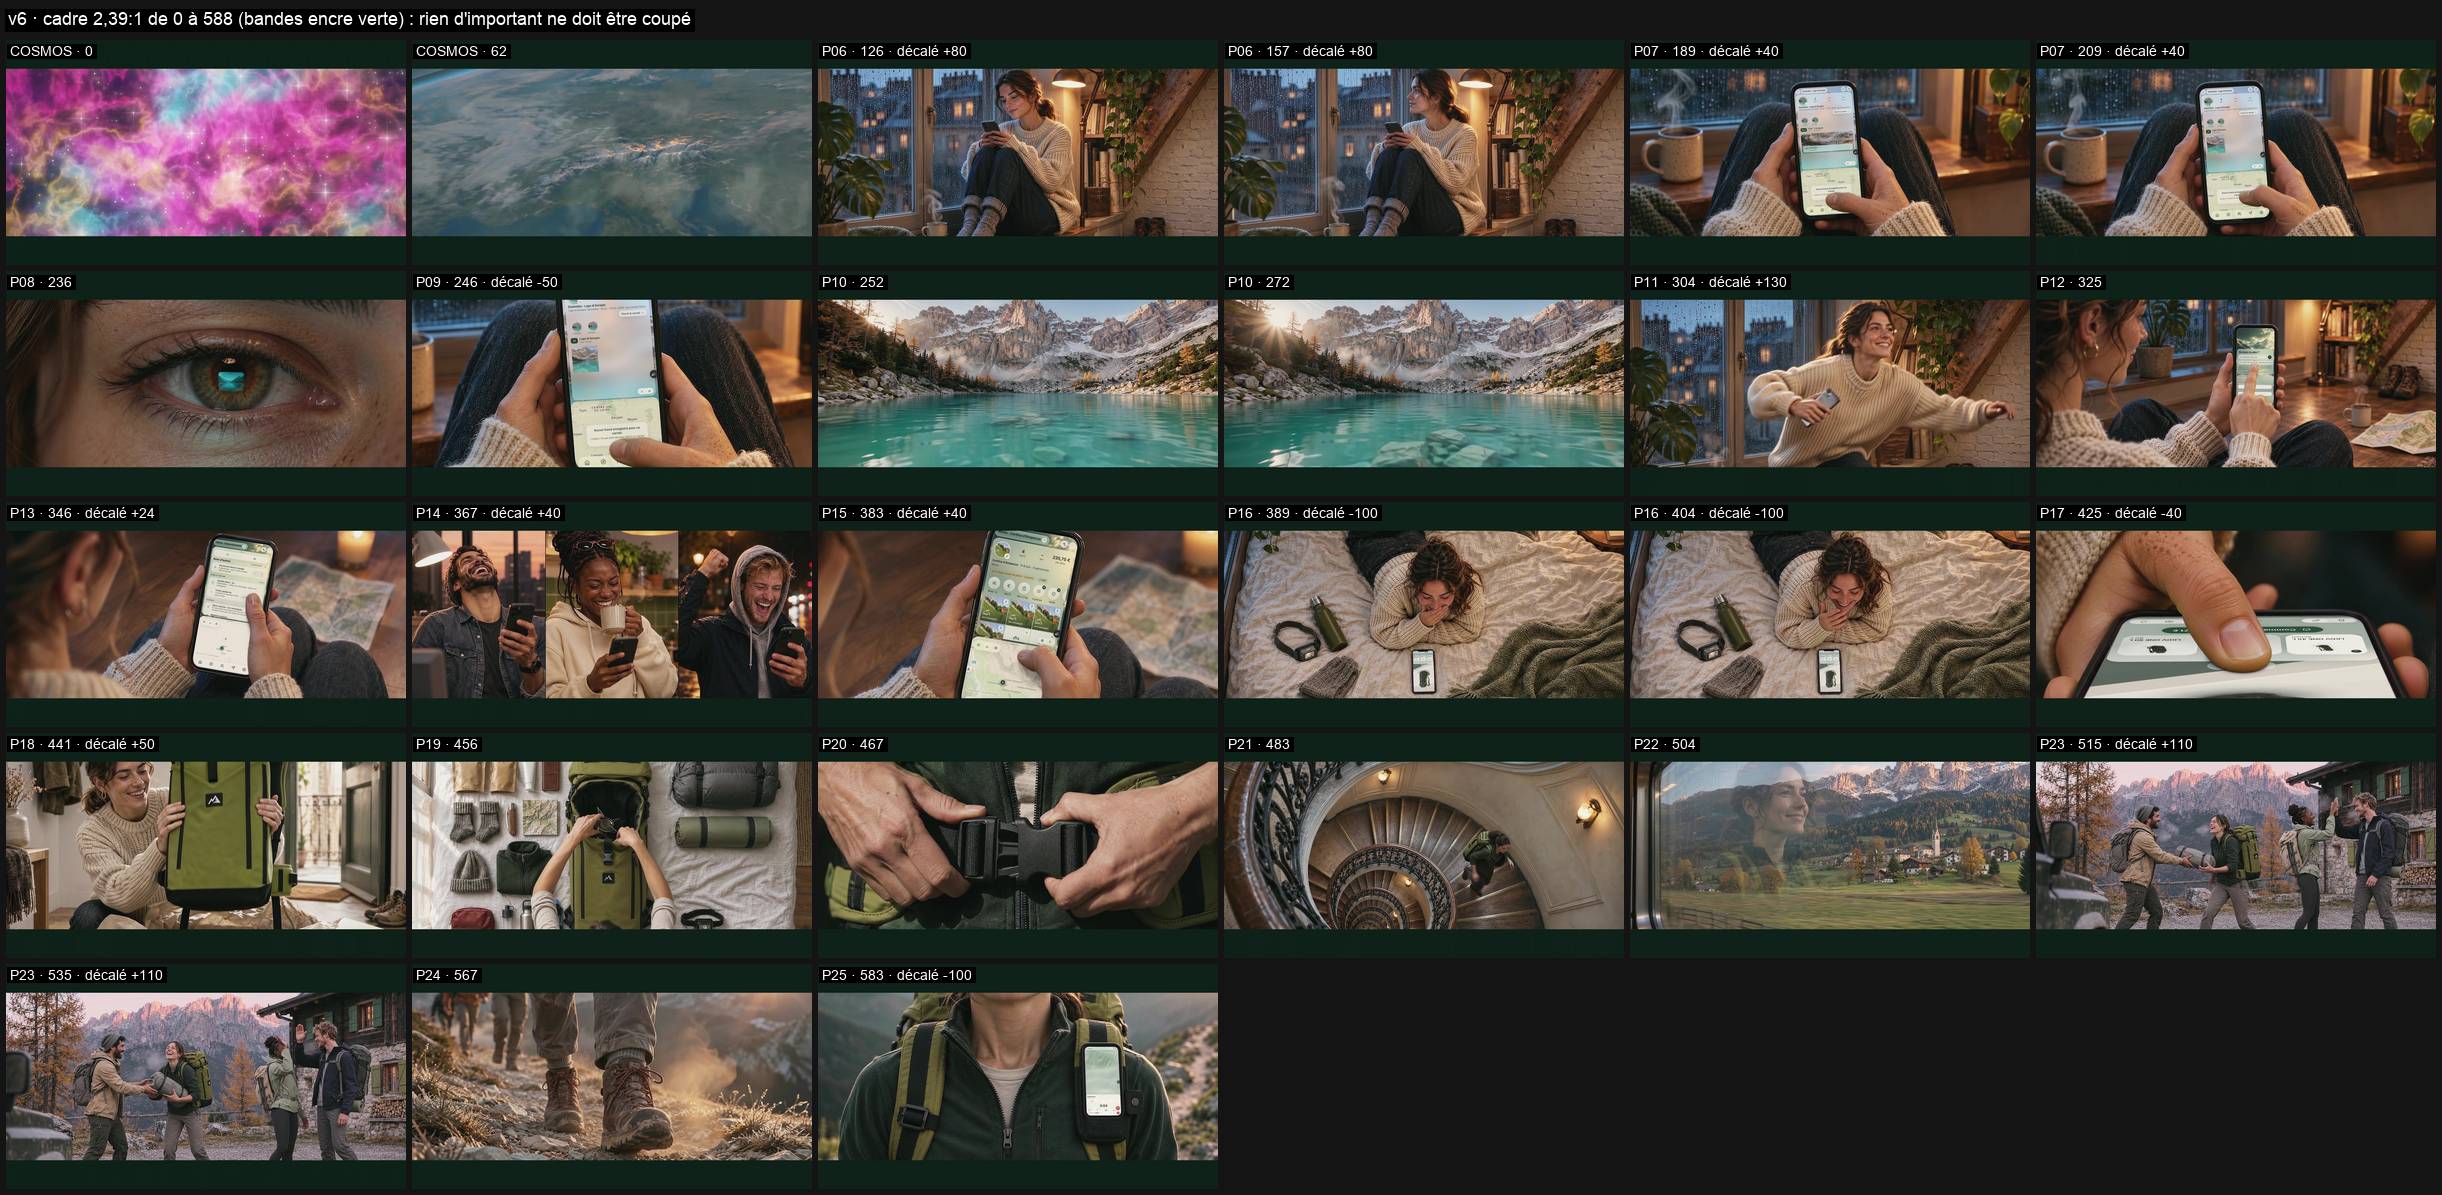 v6 · cadre 2,39:1 de 0 à 588 (bandes encre verte) : rien d'important ne doit être coupé
COSMOS · 0
COSMOS · 62
P06 · 126 · décalé +80
P06 · 157 · décalé +80
P07 · 189 · décalé +40
P07 · 209 · décalé +40
P08 · 236
P09 · 246 · décalé -50
P10 · 252
P10 · 272
P11 · 304 · décalé +130
P12 · 325
P13 · 346 · décalé +24
P14 · 367 · décalé +40
P15 · 383 · décalé +40
P16 · 389 · décalé -100
P16 · 404 · décalé -100
P17 · 425 · décalé -40
P18 · 441 · décalé +50
P19 · 456
P20 · 467
P21 · 483
P22 · 504
P23 · 515 · décalé +110
P23 · 535 · décalé +110
P24 · 567
P25 · 583 · décalé -100